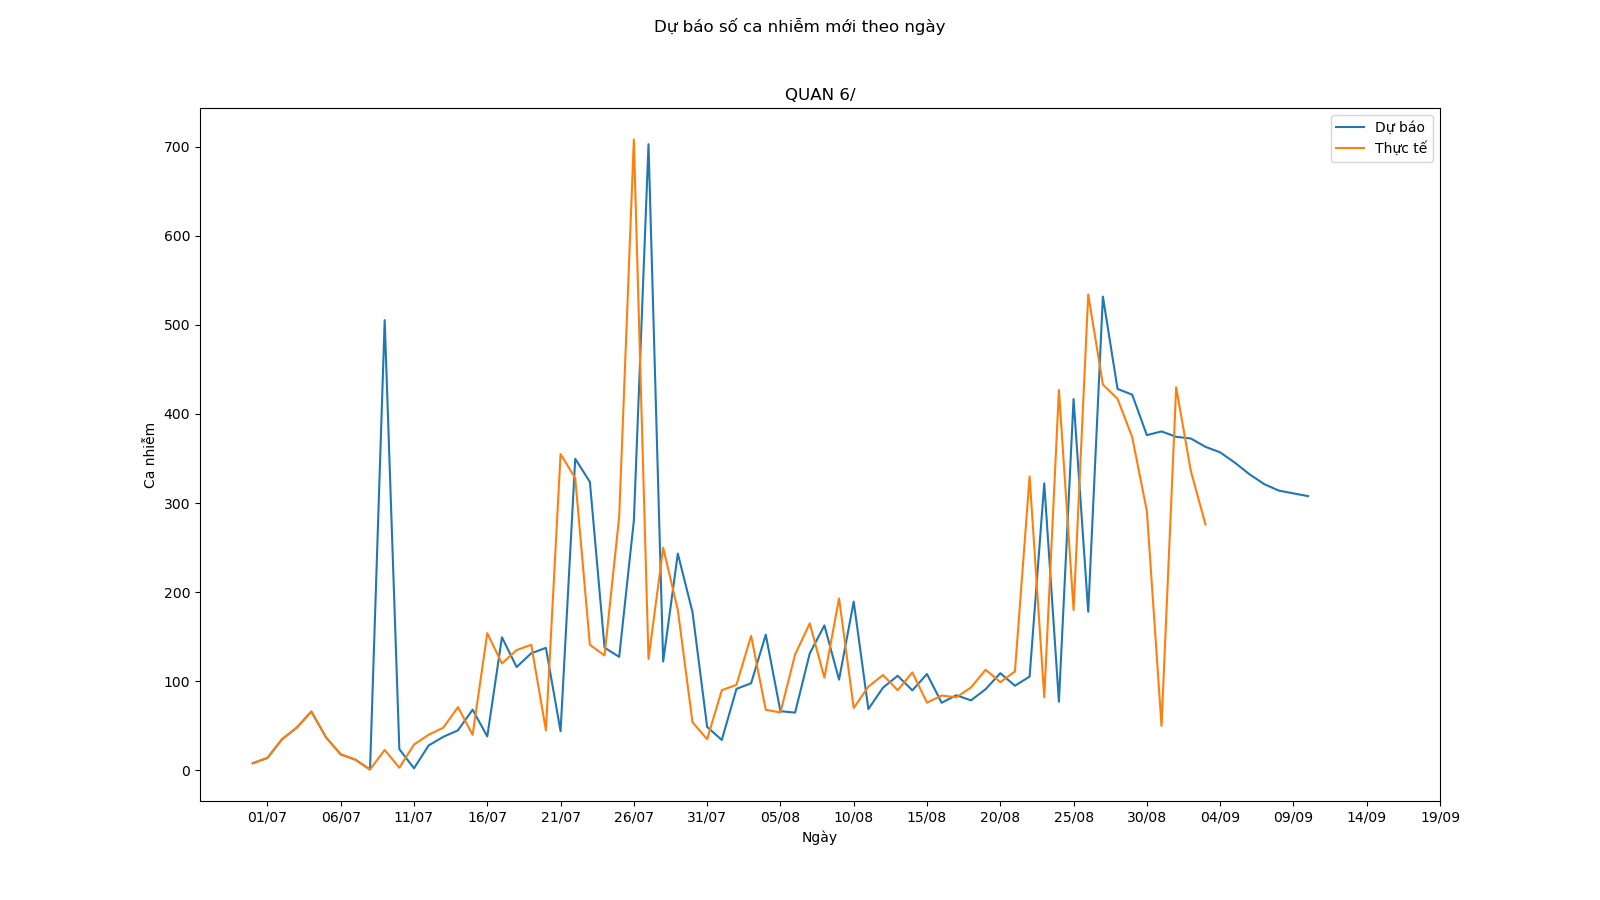 Dự báo số ca nhiễm mới theo ngày
QUAN 6/
Dự báo
Thực tế
700
600
500
400
300
200
100
0
Ca nhiễm
01/07 06/07 11/07 16/07 21/07 26/07 31/07 05/08 10/08 15/08 20/08 25/08 30/08 04/09 09/09 14/09 19/09
Ngày